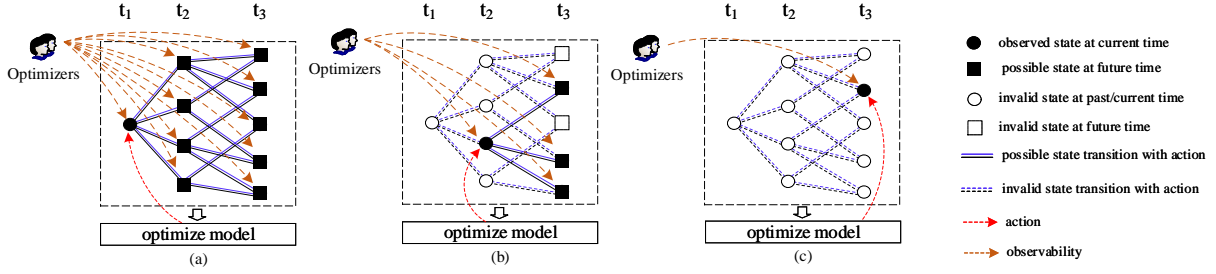 t1 t2 t3
Optimizers
optimize model
(a)
t1 t2 t3
Optimizers
optimize model
(b)
t1 t2 t3
Optimizers
optimize model
(c)
observed state at current time
possible state at future time
invalid state at past/current time
invalid state at future time
possible state transition with action
invalid state transition with action
action
observability